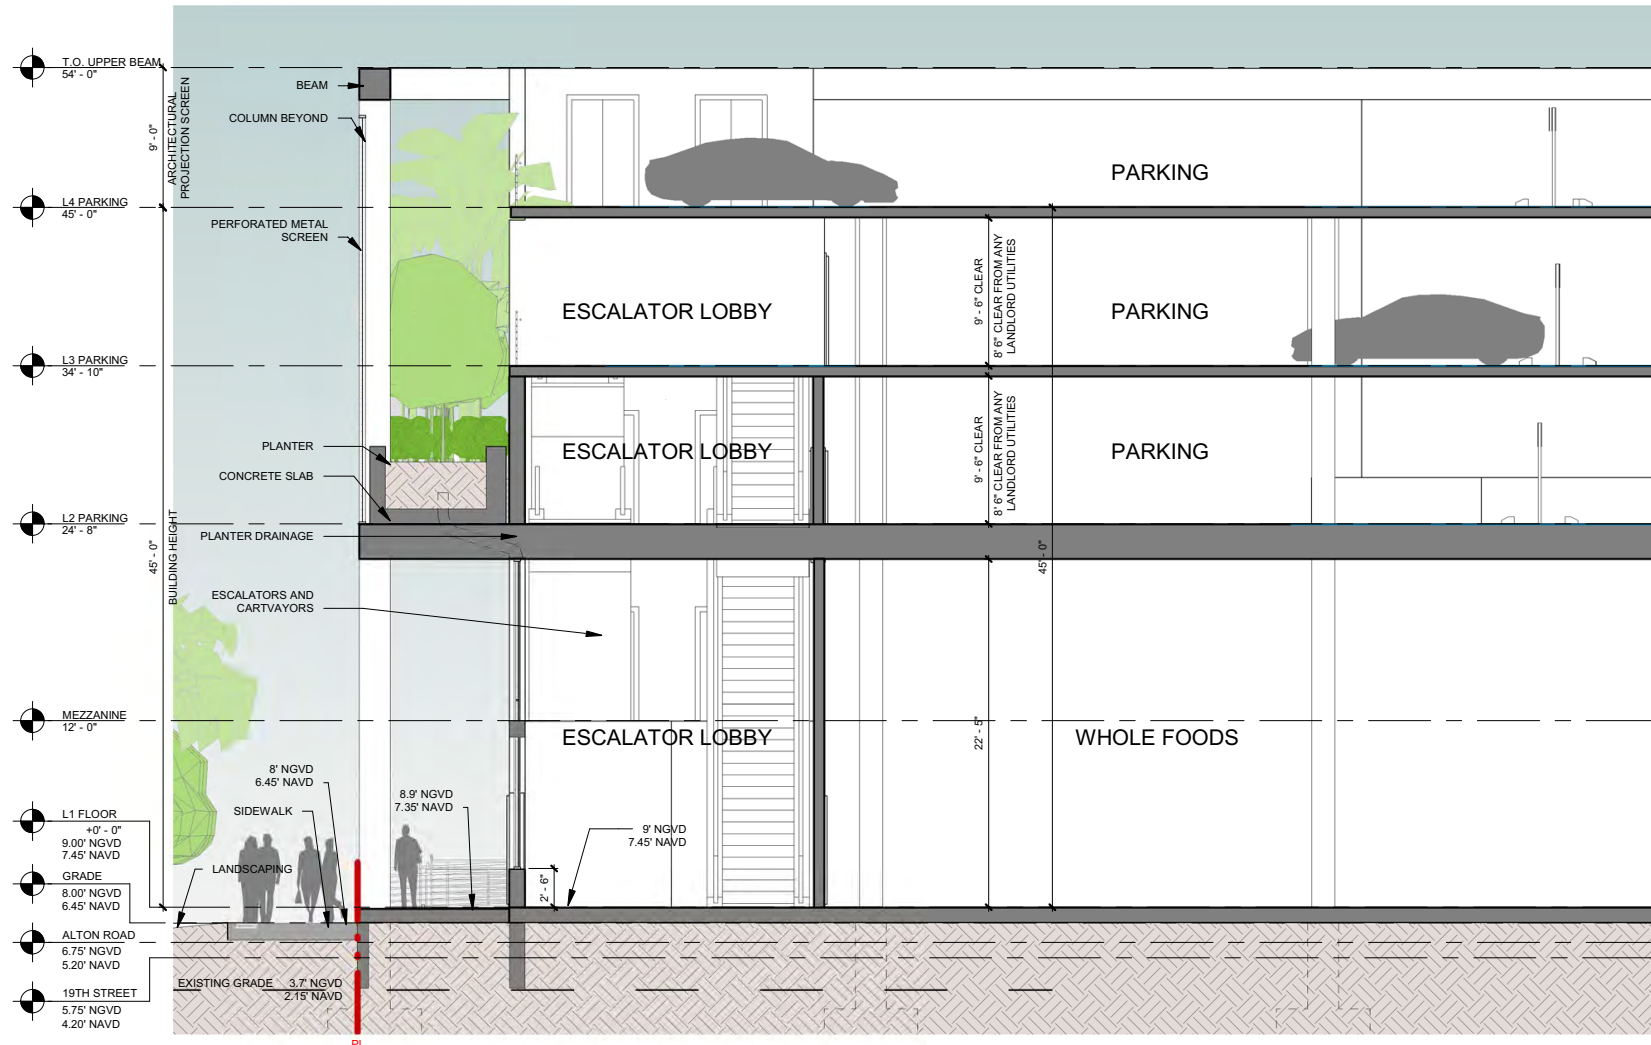 T.O. UPPER BEAM
54' - 0"
9' - 0"
ARCHITECTURAL
PROJECTION SCREEN
BEAM
COLUMN BEYOND
PARKING
L4 PARKING
45' - 0"
PERFORATED METAL
SCREEN
ESCALATOR LOBBY
9' - 6" CLEAR
8' 6" CLEAR FROM ANY
LANDLORD UTILITIES
PARKING
L3 PARKING
34' - 10"
PLANTER
CONCRETE SLAB
ESCALATOR LOBBY
9' - 6" CLEAR
8' 6" CLEAR FROM ANY
LANDLORD UTILITIES
PARKING
L2 PARKING
24' - 8"
PLANTER DRAINAGE
45' - 0"
BUILDING HEIGHT
45' - 0"
ESCALATORS AND
CARTVAYORS
MEZZANINE
12' - 0"
ESCALATOR LOBBY
22' - 5"
WHOLE FOODS
8' NGVD
6.45' NAVD
8.9' NGVD
7.35' NAVD
SIDEWALK
L1 FLOOR
+0' - 0"
9.00' NGVD
7.45' NAVD
9' NGVD
7.45' NAVD
LANDSCAPING
2' - 6"
GRADE
8.00' NGVD
6.45' NAVD
ALTON ROAD
6.75' NGVD
5.20' NAVD
EXISTING GRADE
3.7' NGVD
2.15' NAVD
19TH STREET
5.75' NGVD
4.20' NAVD